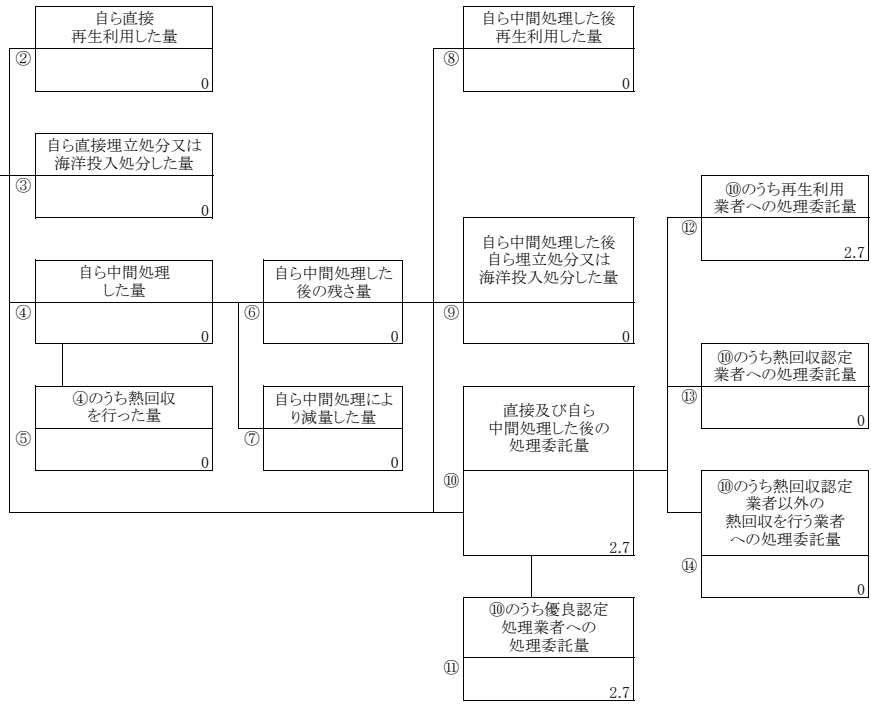 自ら直接
再生利用した量
②
0
自ら直接埋立処分又は
海洋投入処分した量
③
0
自ら中間処理
した量
④
0
④のうち熱回収
を行った量
⑤
0
自ら中間処理した
後の残さ量
⑥
0
自ら中間処理によ
り減量した量
⑦
0
自ら中間処理した後
再生利用した量
⑧
0
自ら中間処理した後
自ら埋立処分又は
海洋投入処分した量
⑨
0
直接及び自ら
中間処理した後の
処理委託量
⑩
2.7
⑩のうち優良認定
処理業者への
処理委託量
⑪
2.7
⑩のうち再生利用
業者への処理委託量
⑫
2.7
⑩のうち熱回収認定
業者への処理委託量
⑬
0
⑩のうち熱回収認定
業者以外の
熱回収を行う業者
への処理委託量
⑭
0